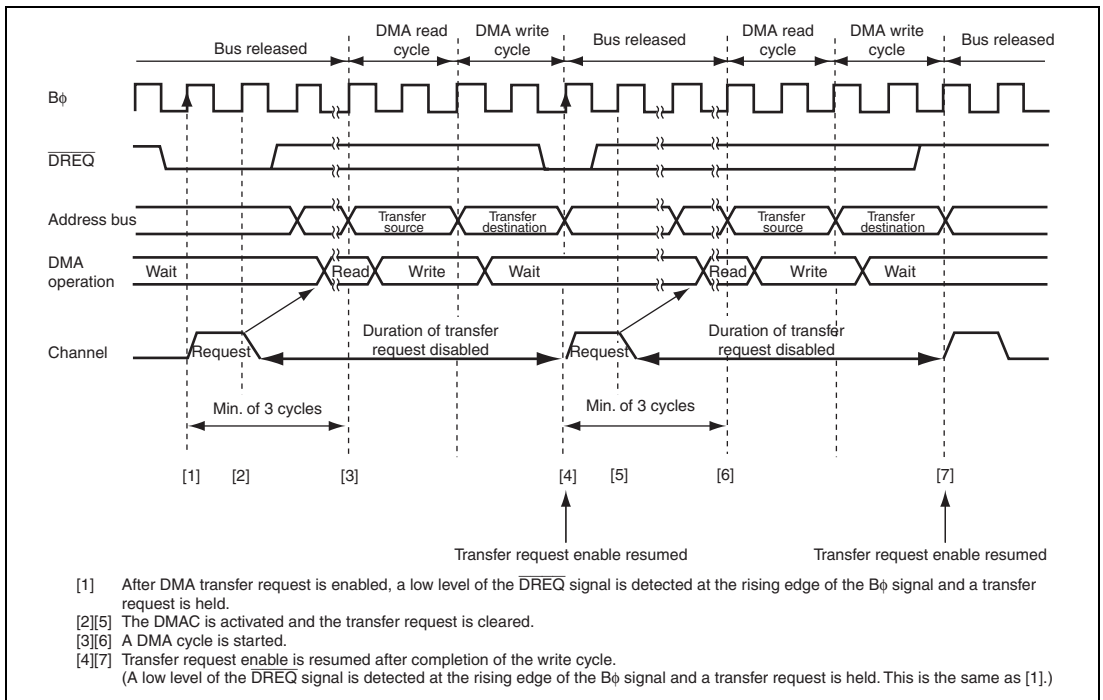 Bus released
DMA read cycle
DMA write cycle
Bus released
DMA read cycle
DMA write cycle
Bus released
Bφ
DREQ
Address bus
Transfer source
Transfer destination
Transfer source
Transfer destination
DMA operation
Wait
Read
Write
Wait
Read
Write
Wait
Channel
Request
Duration of transfer request disabled
Request
Duration of transfer request disabled
Min. of 3 cycles
Min. of 3 cycles
[1]
[2]
[3]
[4]
[5]
[6]
[7]
Transfer request enable resumed
Transfer request enable resumed
[1] After DMA transfer request is enabled, a low level of the DREQ signal is detected at the rising edge of the Bφ signal and a transfer
request is held.
[2][5] The DMAC is activated and the transfer request is cleared.
[3][6] A DMA cycle is started.
[4][7] Transfer request enable is resumed after completion of the write cycle.
(A low level of the DREQ signal is detected at the rising edge of the Bφ signal and a transfer request is held. This is the same as [1].)